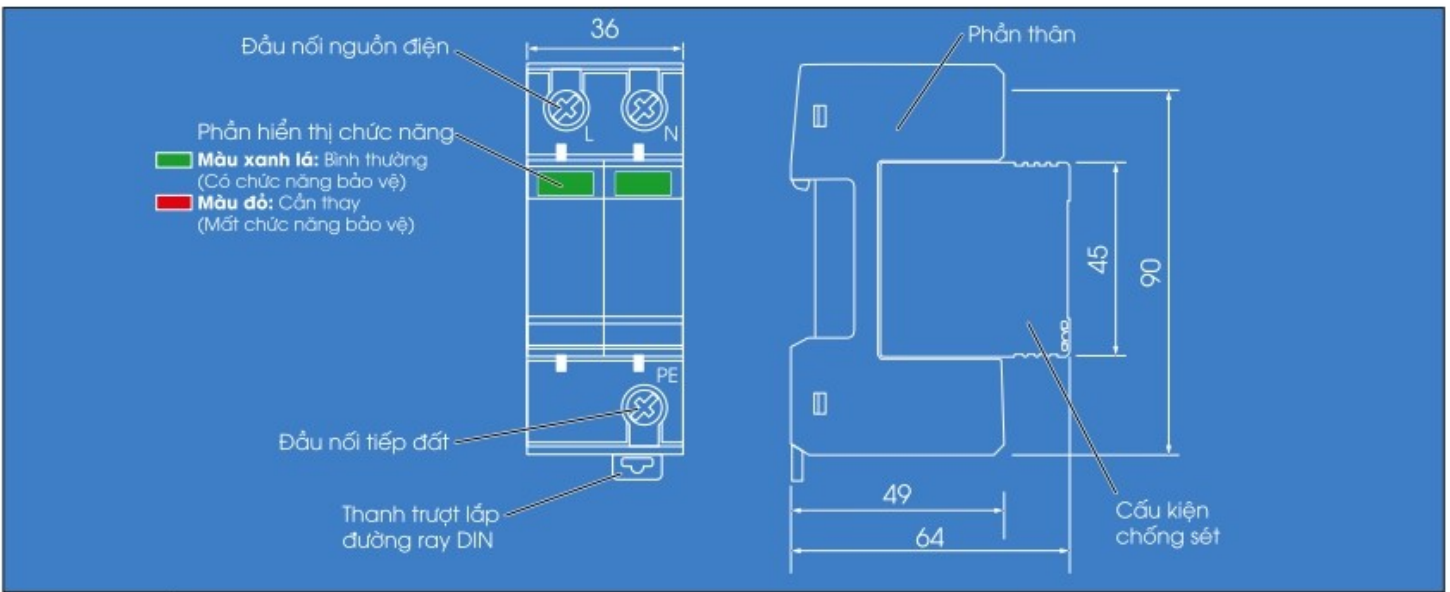 36
Đầu nối nguồn điện
Phần thân
L
N
Phần hiển thị chức năng
Màu xanh lá: Bình thường
(Có chức năng bảo vệ)
Màu đỏ: Cần thay
(Mất chức năng bảo vệ)
45
90
PE
Đầu nối tiếp đất
Thanh trượt lắp
đường ray DIN
49
64
Cấu kiện
chống sét